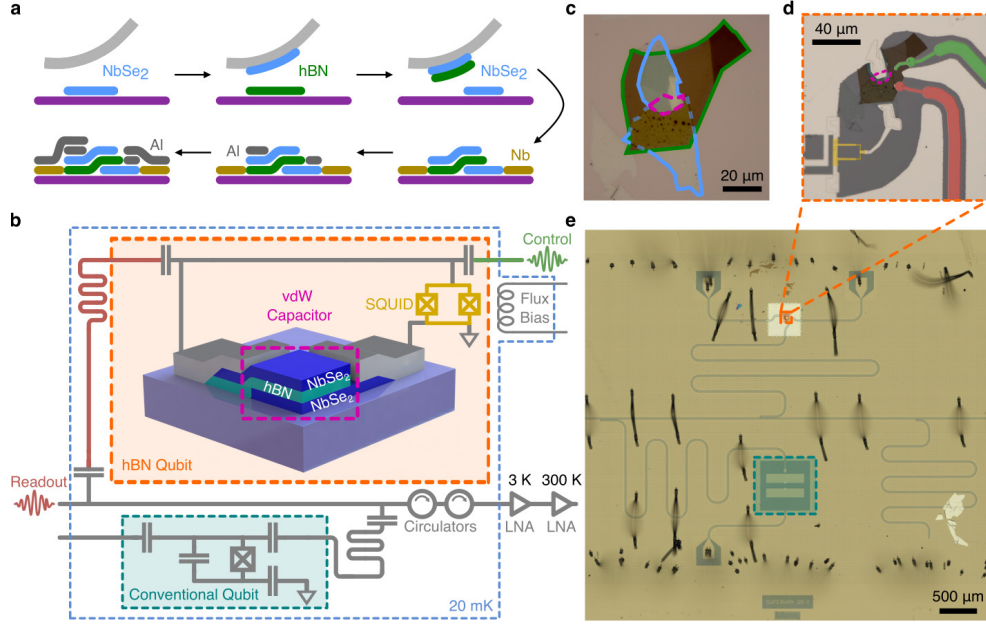 a
NbSe₂
hBN
NbSe₂
Al
Al
Nb
b
Control
SQUID
Flux
Bias
vdW
Capacitor
NbSe₂
hBN
NbSe₂
hBN Qubit
Readout
3 K
300 K
Circulators
LNA
LNA
Conventional Qubit
20 mK
c
20 µm
d
40 µm
e
500 µm